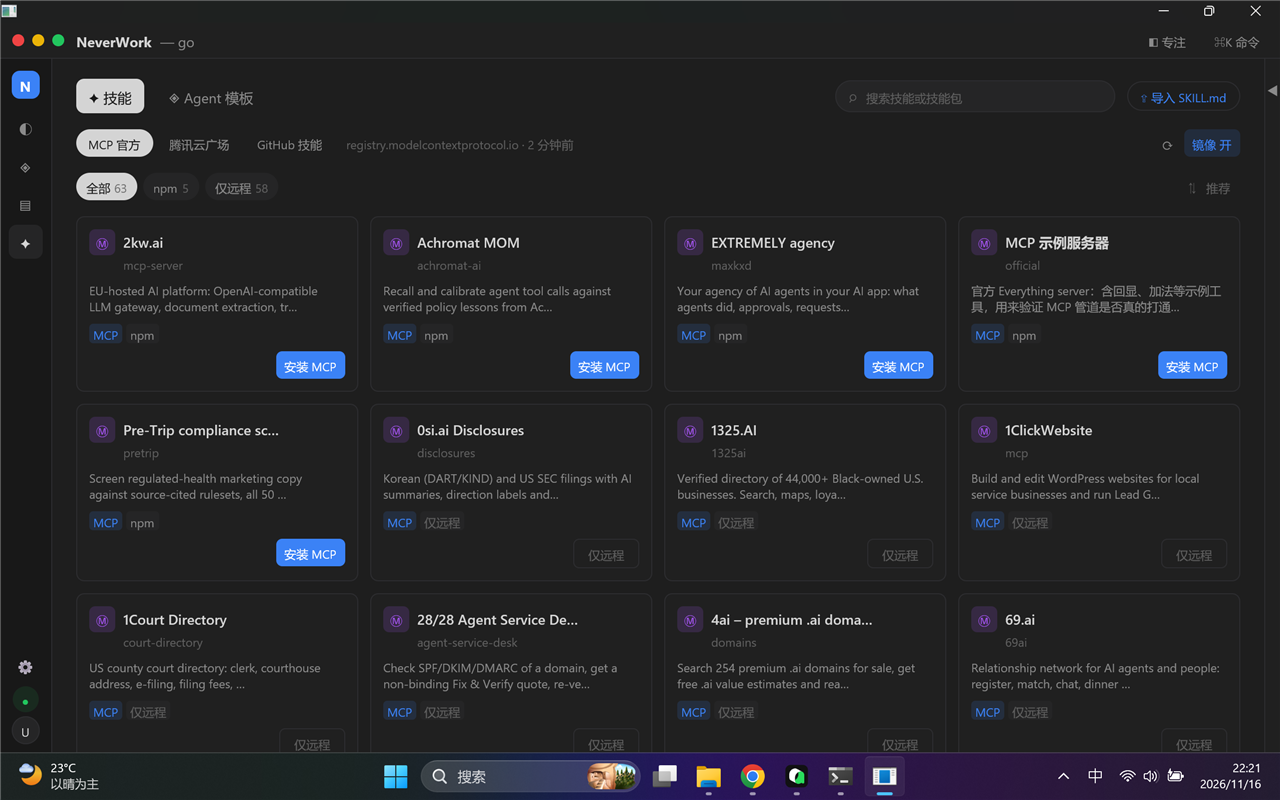 NeverWork — go
专注
⌘K 命令
N
✦ 技能
◈ Agent 模板
搜索技能或技能包
⇧ 导入 SKILL.md
MCP 官方
腾讯云广场
GitHub 技能
registry.modelcontextprotocol.io · 2 分钟前
镜像 开
全部 63
npm 5
仅远程 58
⇅ 推荐
M
2kw.ai
mcp-server
EU-hosted AI platform: OpenAI-compatible
LLM gateway, document extraction, tr...
MCP npm
安装 MCP
M
Achromat MOM
achromat-ai
Recall and calibrate agent tool calls against
verified policy lessons from Ac...
MCP npm
安装 MCP
M
EXTREMELY agency
maxkxd
Your agency of AI agents in your AI app: what
agents did, approvals, requests...
MCP npm
安装 MCP
M
MCP 示例服务器
official
官方 Everything server：含回显、加法等示例工
具，用来验证 MCP 管道是否真的打通...
MCP npm
安装 MCP
M
Pre-Trip compliance sc...
pretrip
Screen regulated-health marketing copy
against source-cited rulesets, all 50 ...
MCP npm
安装 MCP
M
0si.ai Disclosures
disclosures
Korean (DART/KIND) and US SEC filings with AI
summaries, direction labels and...
MCP 仅远程
仅远程
M
1325.AI
1325ai
Verified directory of 44,000+ Black-owned U.S.
businesses. Search, maps, loya...
MCP 仅远程
仅远程
M
1ClickWebsite
mcp
Build and edit WordPress websites for local
service businesses and run Lead G...
MCP 仅远程
仅远程
M
1Court Directory
court-directory
US county court directory: clerk, courthouse
address, e-filing, filing fees, ...
MCP 仅远程
仅远程
M
28/28 Agent Service De...
agent-service-desk
Check SPF/DKIM/DMARC of a domain, get a
non-binding Fix & Verify quote, re-ve...
MCP 仅远程
仅远程
M
4ai – premium .ai doma...
domains
Search 254 premium .ai domains for sale, get
free .ai value estimates and rea...
MCP 仅远程
仅远程
M
69.ai
69ai
Relationship network for AI agents and people:
register, match, chat, dinner ...
MCP 仅远程
仅远程
U
23°C
以晴为主
搜索
中
22:21
2026/11/16